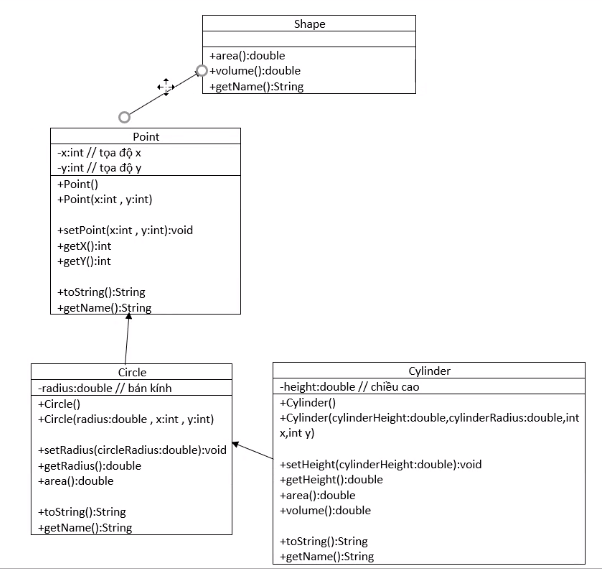 Shape
+area():double
+volume():double
+getName():String
Point
-x:int // tọa độ x
-y:int // tọa độ y
+Point()
+Point(x:int , y:int)
+setPoint(x:int , y:int):void
+getX():int
+getY():int
+toString():String
+getName():String
Circle
-radius:double // bán kính
+Circle()
+Circle(radius:double , x:int , y:int)
+setRadius(circleRadius:double):void
+getRadius():double
+area():double
+toString():String
+getName():String
Cylinder
-height:double // chiều cao
+Cylinder()
+Cylinder(cylinderHeight:double,cylinderRadius:double,int
x,int y)
+setHeight(cylinderHeight:double):void
+getHeight():double
+area():double
+volume():double
+toString():String
+getName():String